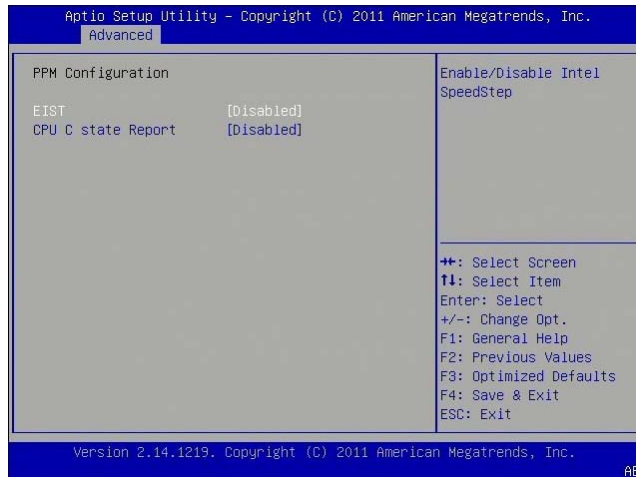 Aptio Setup Utility - Copyright (C) 2011 American Megatrends, Inc.
Advanced
PPM Configuration
EIST [Disabled]
CPU C state Report [Disabled]
Enable/Disable Intel
SpeedStep
→←: Select Screen
↑↓: Select Item
Enter: Select
+/-: Change Opt.
F1: General Help
F2: Previous Values
F3: Optimized Defaults
F4: Save & Exit
ESC: Exit
Version 2.14.1219. Copyright (C) 2011 American Megatrends, Inc.
AB